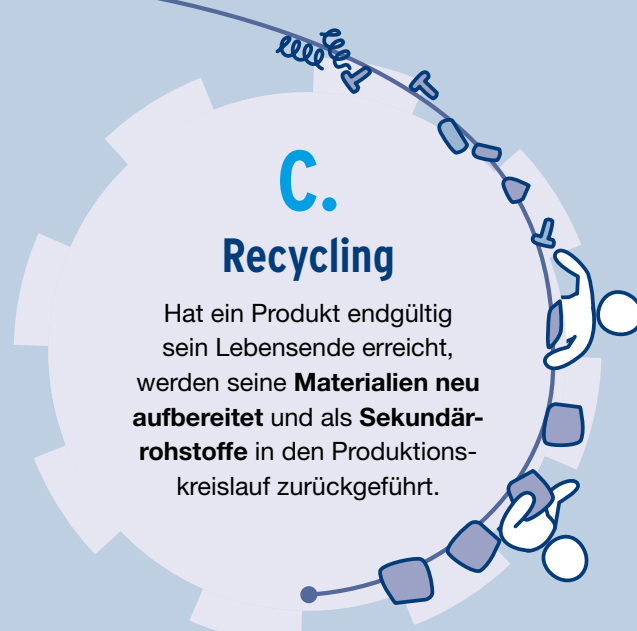 C.
Recycling
Hat ein Produkt endgültig
sein Lebensende erreicht,
werden seine Materialien neu
aufbereitet und als Sekundär-
rohstoffe in den Produktions-
kreislauf zurückgeführt.